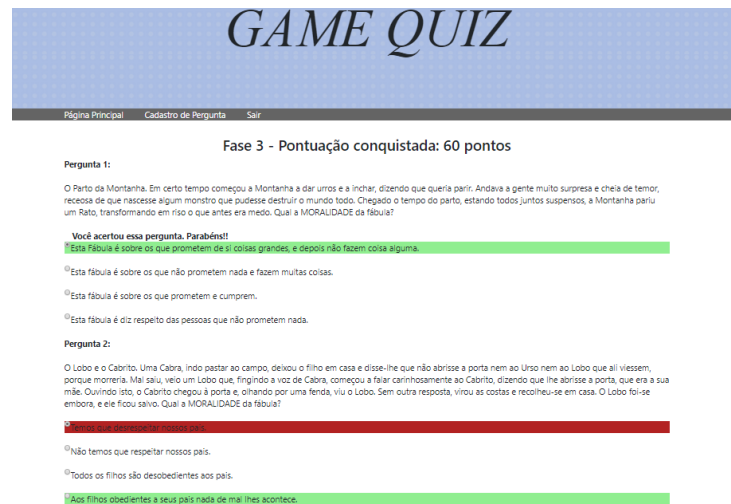 GAME QUIZ
Página Principal Cadastro de Pergunta Sair
Fase 3 - Pontuação conquistada: 60 pontos
Pergunta 1:
O Parto da Montanha. Em certo tempo começou a Montanha a dar urros e a inchar, dizendo que queria parir. Andava a gente muito surpresa e cheia de temor,
receosa de que nascesse algum monstro que pudesse destruir o mundo todo. Chegado o tempo do parto, estando todos juntos suspensos, a Montanha pariu
um Rato, transformando em riso o que antes era medo. Qual a MORALIDADE da fábula?
Você acertou essa pergunta. Parabéns!!
Esta Fábula é sobre os que prometem de si coisas grandes, e depois não fazem coisa alguma.
Esta fábula é sobre os que não prometem nada e fazem muitas coisas.
Esta fábula é sobre os que prometem e cumprem.
Esta fábula é diz respeito das pessoas que não prometem nada.
Pergunta 2:
O Lobo e o Cabrito. Uma Cabra, indo pastar ao campo, deixou o filho em casa e disse-lhe que não abrisse a porta nem ao Urso nem ao Lobo que ali viessem,
porque morreria. Mal saiu, veio um Lobo que, fingindo a voz de Cabra, começou a falar carinhosamente ao Cabrito, dizendo que lhe abrisse a porta, que era a sua
mãe. Ouvindo isto, o Cabrito chegou à porta e, olhando por uma fenda, viu o Lobo. Sem outra resposta, virou as costas e recolheu-se em casa. O Lobo foi-se
embora, e ele ficou salvo. Qual a MORALIDADE da fábula?
Temos que desrespeitar nossos pais.
Não temos que respeitar nossos pais.
Todos os filhos são desobedientes aos pais.
Aos filhos obedientes a seus pais nada de mal lhes acontece.